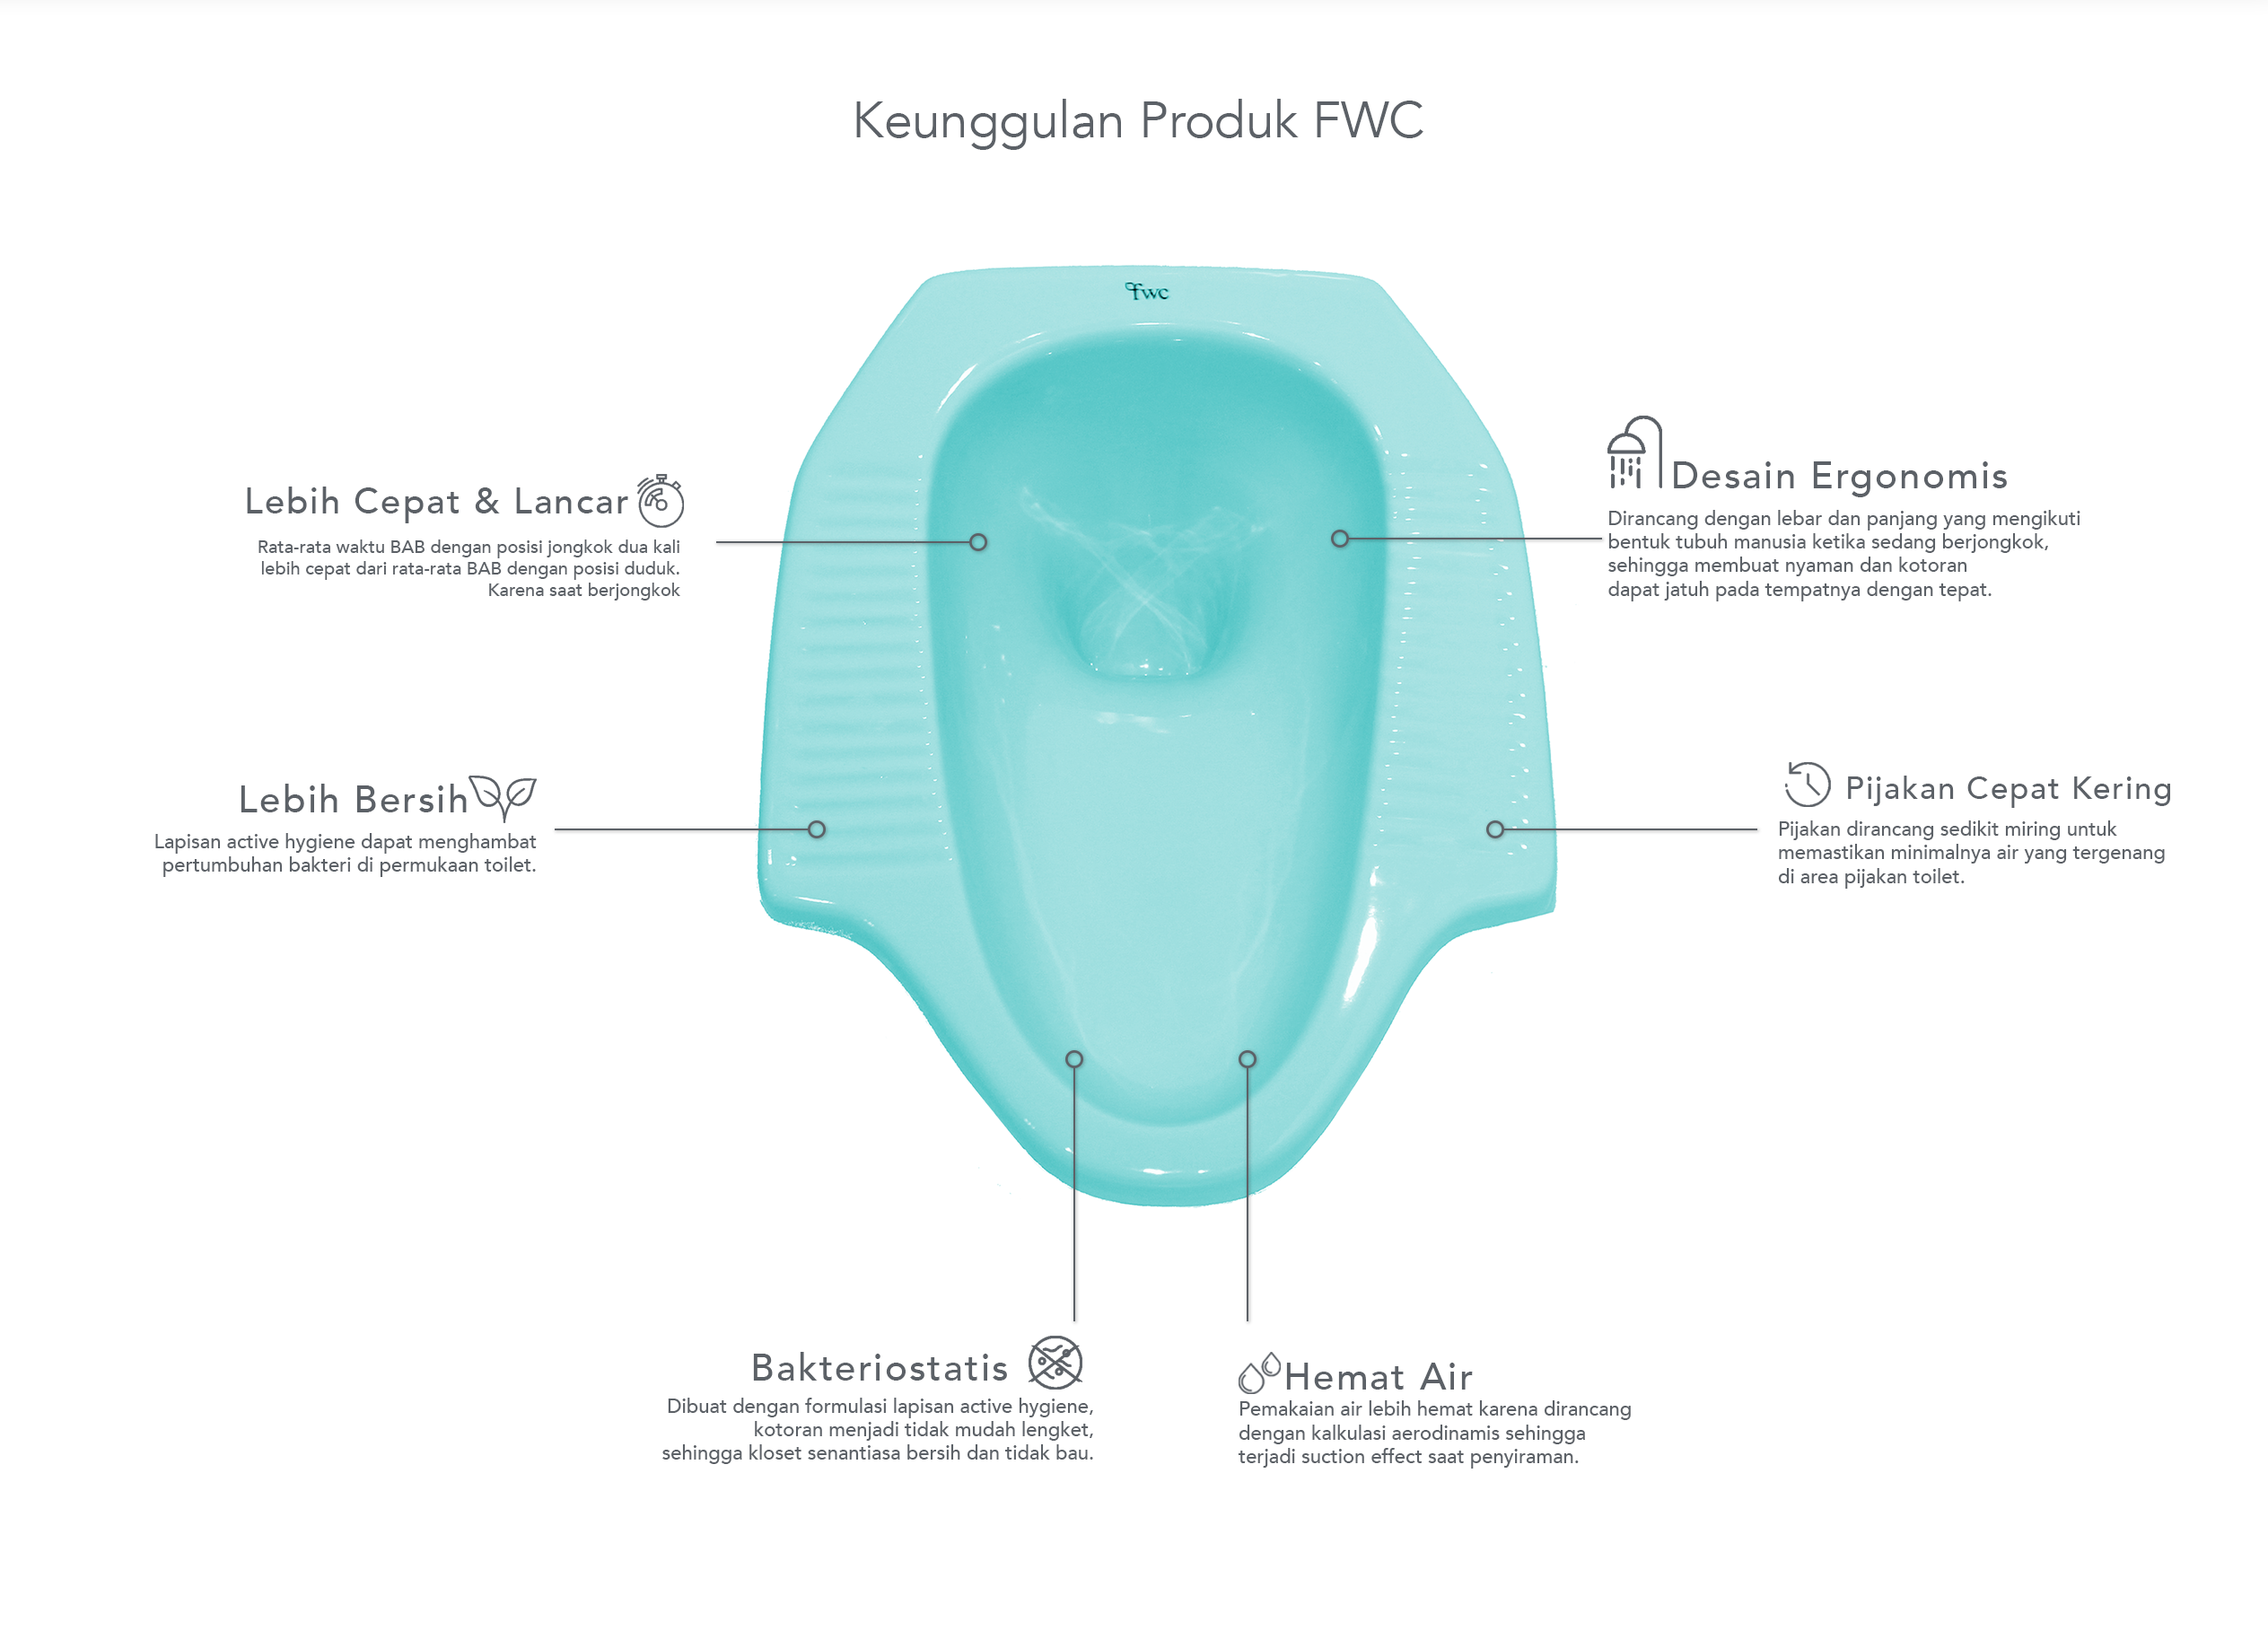 Keunggulan Produk FWC
fwc
Lebih Cepat & Lancar
Rata-rata waktu BAB dengan posisi jongkok dua kali
lebih cepat dari rata-rata BAB dengan posisi duduk.
Karena saat berjongkok
Desain Ergonomis
Dirancang dengan lebar dan panjang yang mengikuti
bentuk tubuh manusia ketika sedang berjongkok,
sehingga membuat nyaman dan kotoran
dapat jatuh pada tempatnya dengan tepat.
Lebih Bersih
Lapisan active hygiene dapat menghambat
pertumbuhan bakteri di permukaan toilet.
Pijakan Cepat Kering
Pijakan dirancang sedikit miring untuk
memastikan minimalnya air yang tergenang
di area pijakan toilet.
Bakteriostatis
Dibuat dengan formulasi lapisan active hygiene,
kotoran menjadi tidak mudah lengket,
sehingga kloset senantiasa bersih dan tidak bau.
Hemat Air
Pemakaian air lebih hemat karena dirancang
dengan kalkulasi aerodinamis sehingga
terjadi suction effect saat penyiraman.